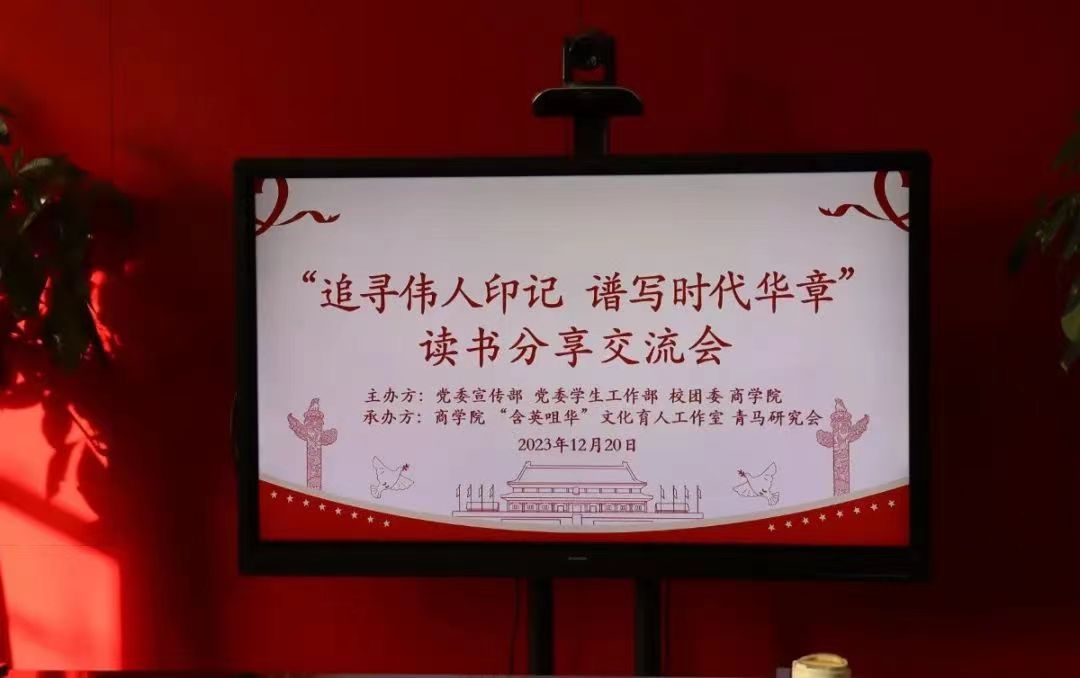 “追寻伟人印记 谱写时代华章”
读书分享交流会
主办方：党委宣传部 党委学生工作部 校团委 商学院
承办方：商学院 “含英咀华”文化育人工作室 青马研究会
2023年12月20日